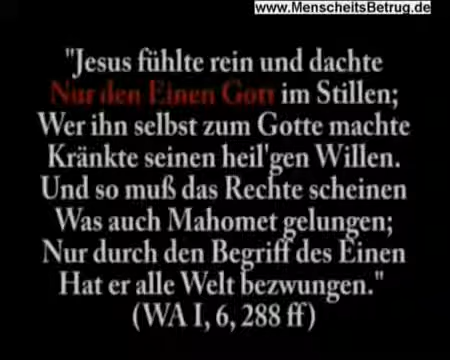 www.MenscheitsBetrug.de
"Jesus fühlte rein und dachte
Nur den Einen Gott im Stillen;
Wer ihn selbst zum Gotte machte
Kränkte seinen heil'gen Willen.
Und so muß das Rechte scheinen
Was auch Mahomet gelungen;
Nur durch den Begriff des Einen
Hat er alle Welt bezwungen."
(WA I, 6, 288 ff)